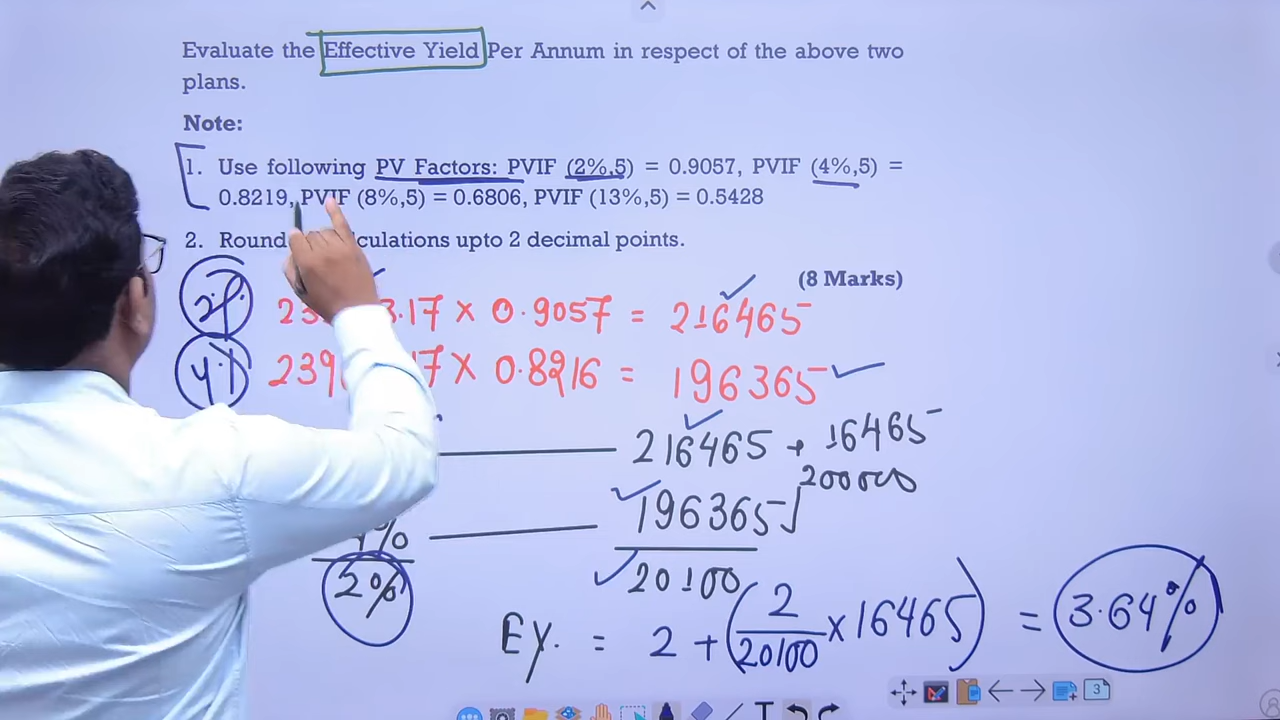 Evaluate the Effective Yield Per Annum in respect of the above two
plans.
Note:
1. Use following PV Factors: PVIF (2%,5) = 0.9057, PVIF (4%,5) =
0.8219, PVIF (8%,5) = 0.6806, PVIF (13%,5) = 0.5428
2. Round calculations upto 2 decimal points.
(8 Marks)
2% .17 × 0.9057 = 216465
4% 239 17 × 0.8216 = 196365
216465 + 16465
200000
% 196365
2% 20100
EY. = 2 + (2/20100 × 16465) = 3.64%
3